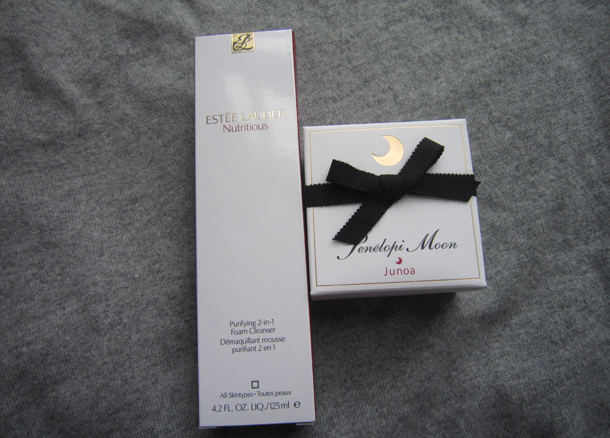 ESTĒE LAUDER
Nutritious
Purifying 2-in-1
Foam Cleanser
Démaquillant mousse
purifiant 2 en 1
All Skintypes • Toutes peaux
4.2 FL. OZ. LIQ./125ml e
Penélopi Moon
Junoa